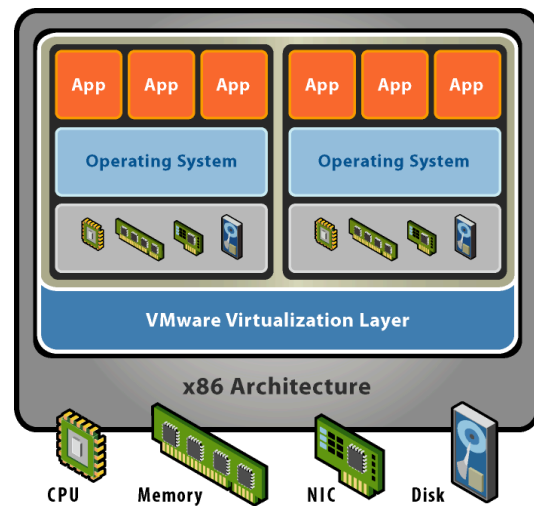 App App App App App App
Operating System Operating System
VMware Virtualization Layer
x86 Architecture
CPU Memory NIC Disk